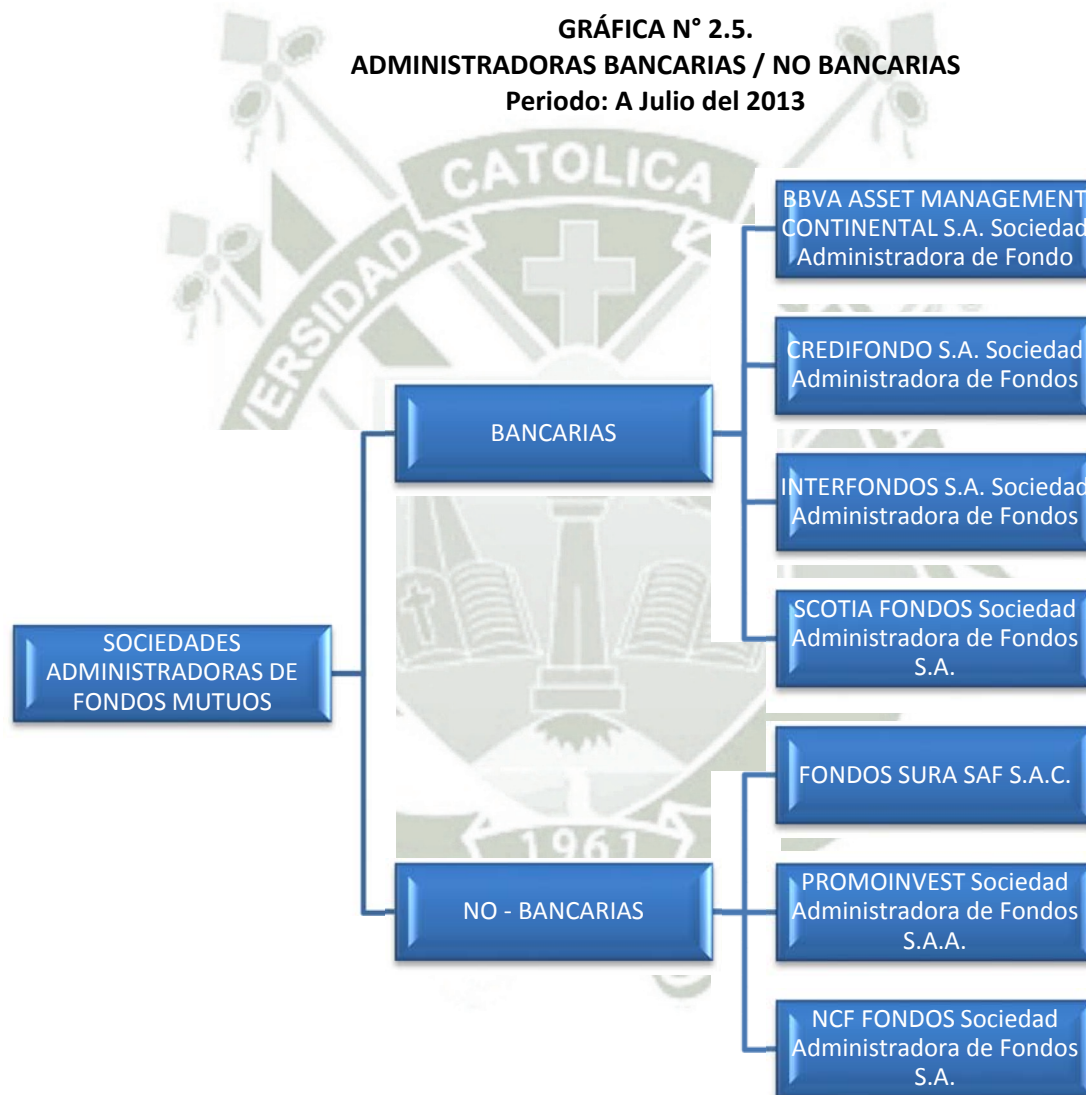 GRÁFICA N° 2.5.
ADMINISTRADORAS BANCARIAS / NO BANCARIAS
Periodo: A Julio del 2013
CATOLICA
VERSIDAD
1961
SOCIEDADES
ADMINISTRADORAS DE
FONDOS MUTUOS
BANCARIAS
BBVA ASSET MANAGEMENT
CONTINENTAL S.A. Sociedad
Administradora de Fondo
CREDIFONDO S.A. Sociedad
Administradora de Fondos
INTERFONDOS S.A. Sociedad
Administradora de Fondos
SCOTIA FONDOS Sociedad
Administradora de Fondos
S.A.
NO - BANCARIAS
FONDOS SURA SAF S.A.C.
PROMOINVEST Sociedad
Administradora de Fondos
S.A.A.
NCF FONDOS Sociedad
Administradora de Fondos
S.A.